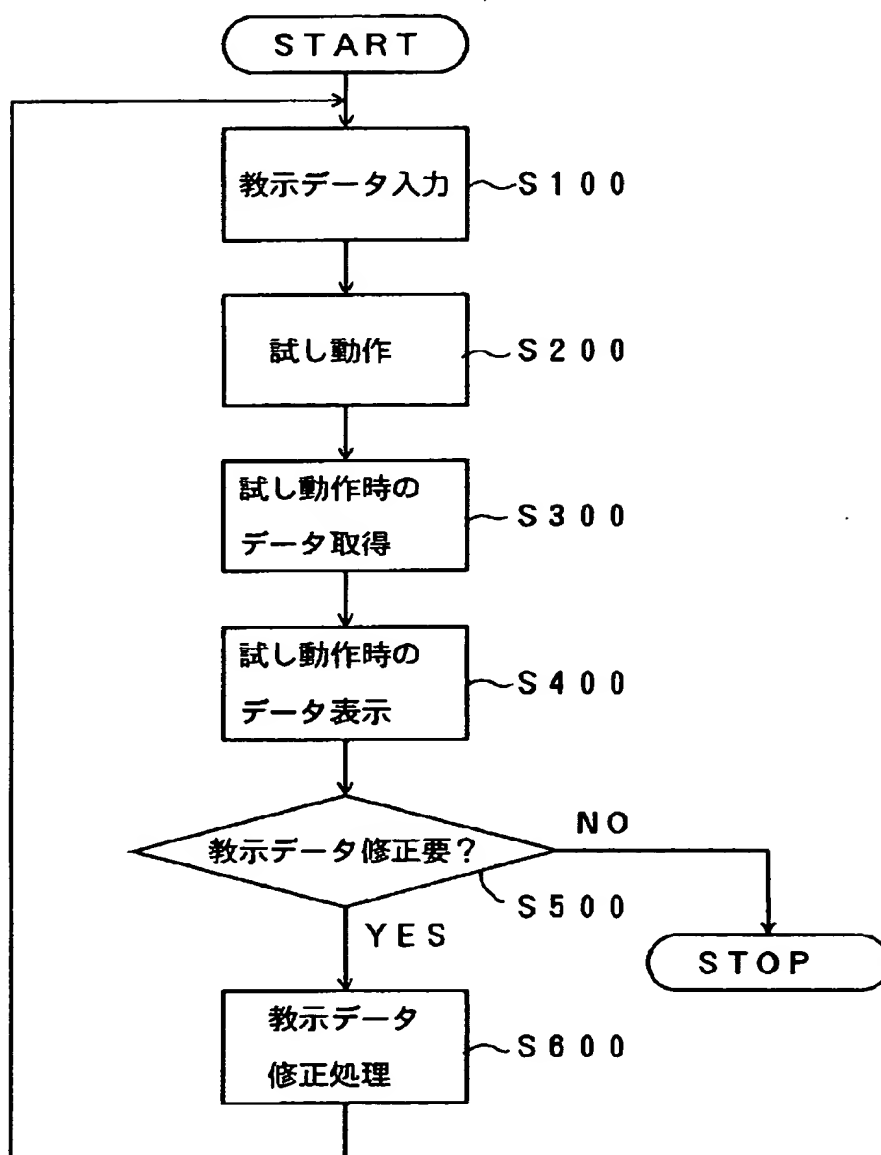 START
教示データ入力
S100
試し動作
S200
試し動作時の
データ取得
S300
試し動作時の
データ表示
S400
教示データ修正要?
NO
S500
YES
STOP
教示データ
修正処理
S600